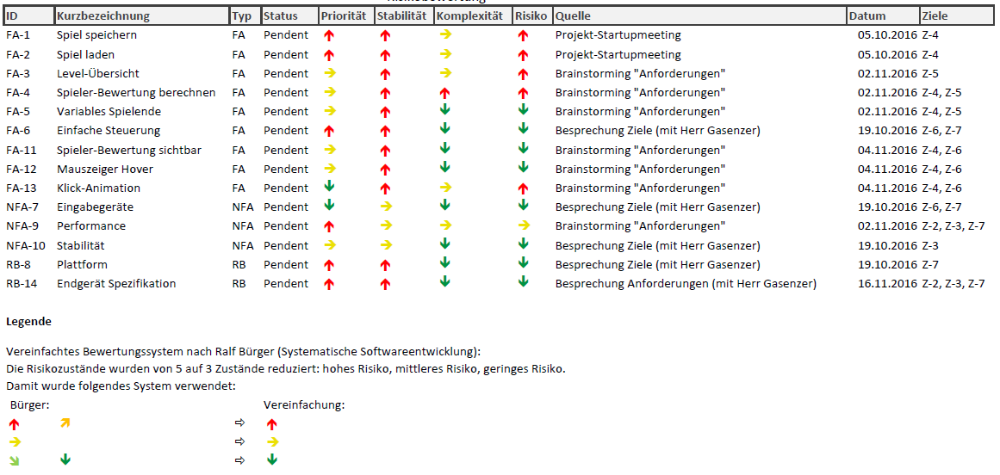 ID Kurzbezeichnung Typ Status Priorität Stabilität Komplexität Risiko Quelle Datum Ziele
FA-1 Spiel speichern FA Pendent ↑ ↑ → ↑ Projekt-Startupmeeting 05.10.2016 Z-4
FA-2 Spiel laden FA Pendent ↑ ↑ → ↑ Projekt-Startupmeeting 05.10.2016 Z-4
FA-3 Level-Übersicht FA Pendent → ↑ → ↑ Brainstorming "Anforderungen" 02.11.2016 Z-5
FA-4 Spieler-Bewertung berechnen FA Pendent → ↑ ↑ ↑ Brainstorming "Anforderungen" 02.11.2016 Z-4, Z-5
FA-5 Variables Spielende FA Pendent → ↑ ↓ ↓ Brainstorming "Anforderungen" 02.11.2016 Z-4, Z-5
FA-6 Einfache Steuerung FA Pendent ↑ ↑ ↓ ↓ Besprechung Ziele (mit Herr Gasenzer) 19.10.2016 Z-6, Z-7
FA-11 Spieler-Bewertung sichtbar FA Pendent → ↑ ↓ ↓ Brainstorming "Anforderungen" 04.11.2016 Z-4, Z-6
FA-12 Mauszeiger Hover FA Pendent → ↑ ↓ ↓ Brainstorming "Anforderungen" 04.11.2016 Z-4, Z-6
FA-13 Klick-Animation FA Pendent ↓ ↑ → ↑ Brainstorming "Anforderungen" 04.11.2016 Z-4, Z-6
NFA-7 Eingabegeräte NFA Pendent ↓ → ↓ ↓ Besprechung Ziele (mit Herr Gasenzer) 19.10.2016 Z-6, Z-7
NFA-9 Performance NFA Pendent ↑ → → → Brainstorming "Anforderungen" 02.11.2016 Z-2, Z-3, Z-7
NFA-10 Stabilität NFA Pendent → → ↓ ↓ Besprechung Ziele (mit Herr Gasenzer) 19.10.2016 Z-3
RB-8 Plattform RB Pendent ↑ ↑ ↓ ↓ Besprechung Ziele (mit Herr Gasenzer) 19.10.2016 Z-7
RB-14 Endgerät Spezifikation RB Pendent ↑ ↑ ↓ ↓ Besprechung Anforderungen (mit Herr Gasenzer) 16.11.2016 Z-2, Z-3, Z-7
Legende
Vereinfachtes Bewertungssystem nach Ralf Bürger (Systematische Softwareentwicklung):
Die Risikozustände wurden von 5 auf 3 Zustände reduziert: hohes Risiko, mittleres Risiko, geringes Risiko.
Damit wurde folgendes System verwendet:
Bürger: Vereinfachung:
↑ ↗ ⇨ ↑
→ ⇨ →
↘ ↓ ⇨ ↓